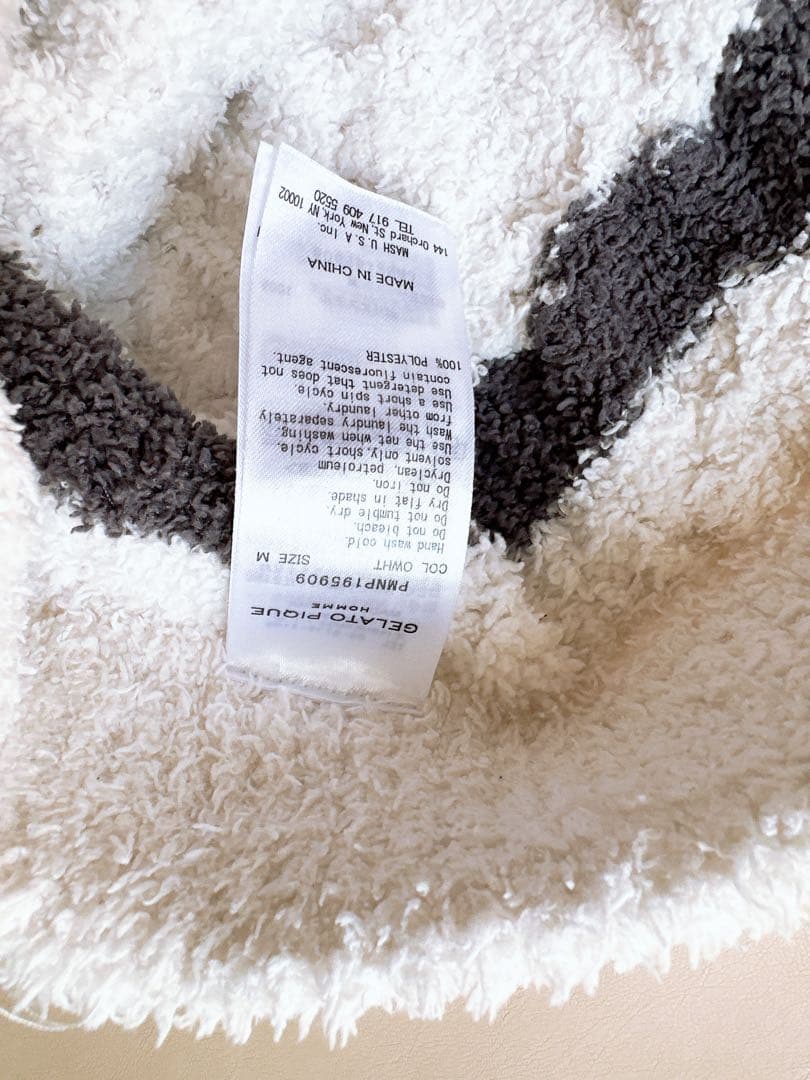 GELATO PIQUE
HOMME
PMNP195909
COL OWHT SIZE M
Hand wash cold.
Do not bleach.
Do not tumble dry.
Dry flat in shade.
Do not iron.
Dryclean, petroleum
solvent only, short cycle.
Use the net when washing.
Wash the laundry separately
from other laundry.
Use a short spin cycle.
Use detergent that does not
contain fluorescent agent.
100% POLYESTER
MADE IN CHINA
MASH U.S.A Inc.
144 orchard St. New York, NY 10002
TEL 917 409 5520